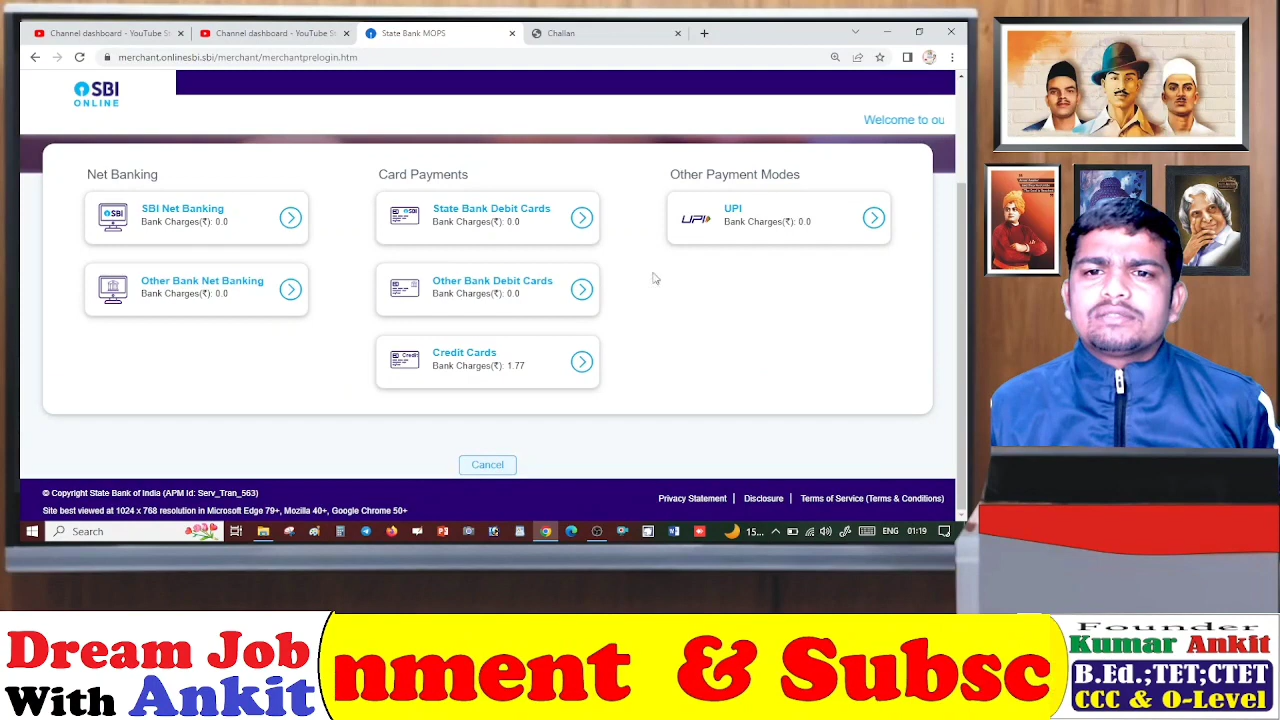 Channel dashboard - YouTube St
Channel dashboard - YouTube St
State Bank MOPS
Challan
merchant.onlinesbi.sbi/merchant/merchantprelogin.htm
SBI
ONLINE
Welcome to ou
Net Banking
Card Payments
Other Payment Modes
SBI
SBI Net Banking
Bank Charges(₹): 0.0
State Bank Debit Cards
Bank Charges(₹): 0.0
UPI
UPI
Bank Charges(₹): 0.0
Other Bank Net Banking
Bank Charges(₹): 0.0
Other Bank Debit Cards
Bank Charges(₹): 0.0
Credit
Credit Cards
Bank Charges(₹): 1.77
Cancel
© Copyright State Bank of India (APM Id: Serv_Tran_563)
Privacy Statement | Disclosure | Terms of Service (Terms & Conditions)
Site best viewed at 1024 x 768 resolution in Microsoft Edge 79+, Mozilla 40+, Google Chrome 50+
Search
15...
ENG
01:19
Dream Job
With Ankit
nment & Subsc
Founder
Kumar Ankit
B.Ed.;TET;CTET
CCC & O-Level